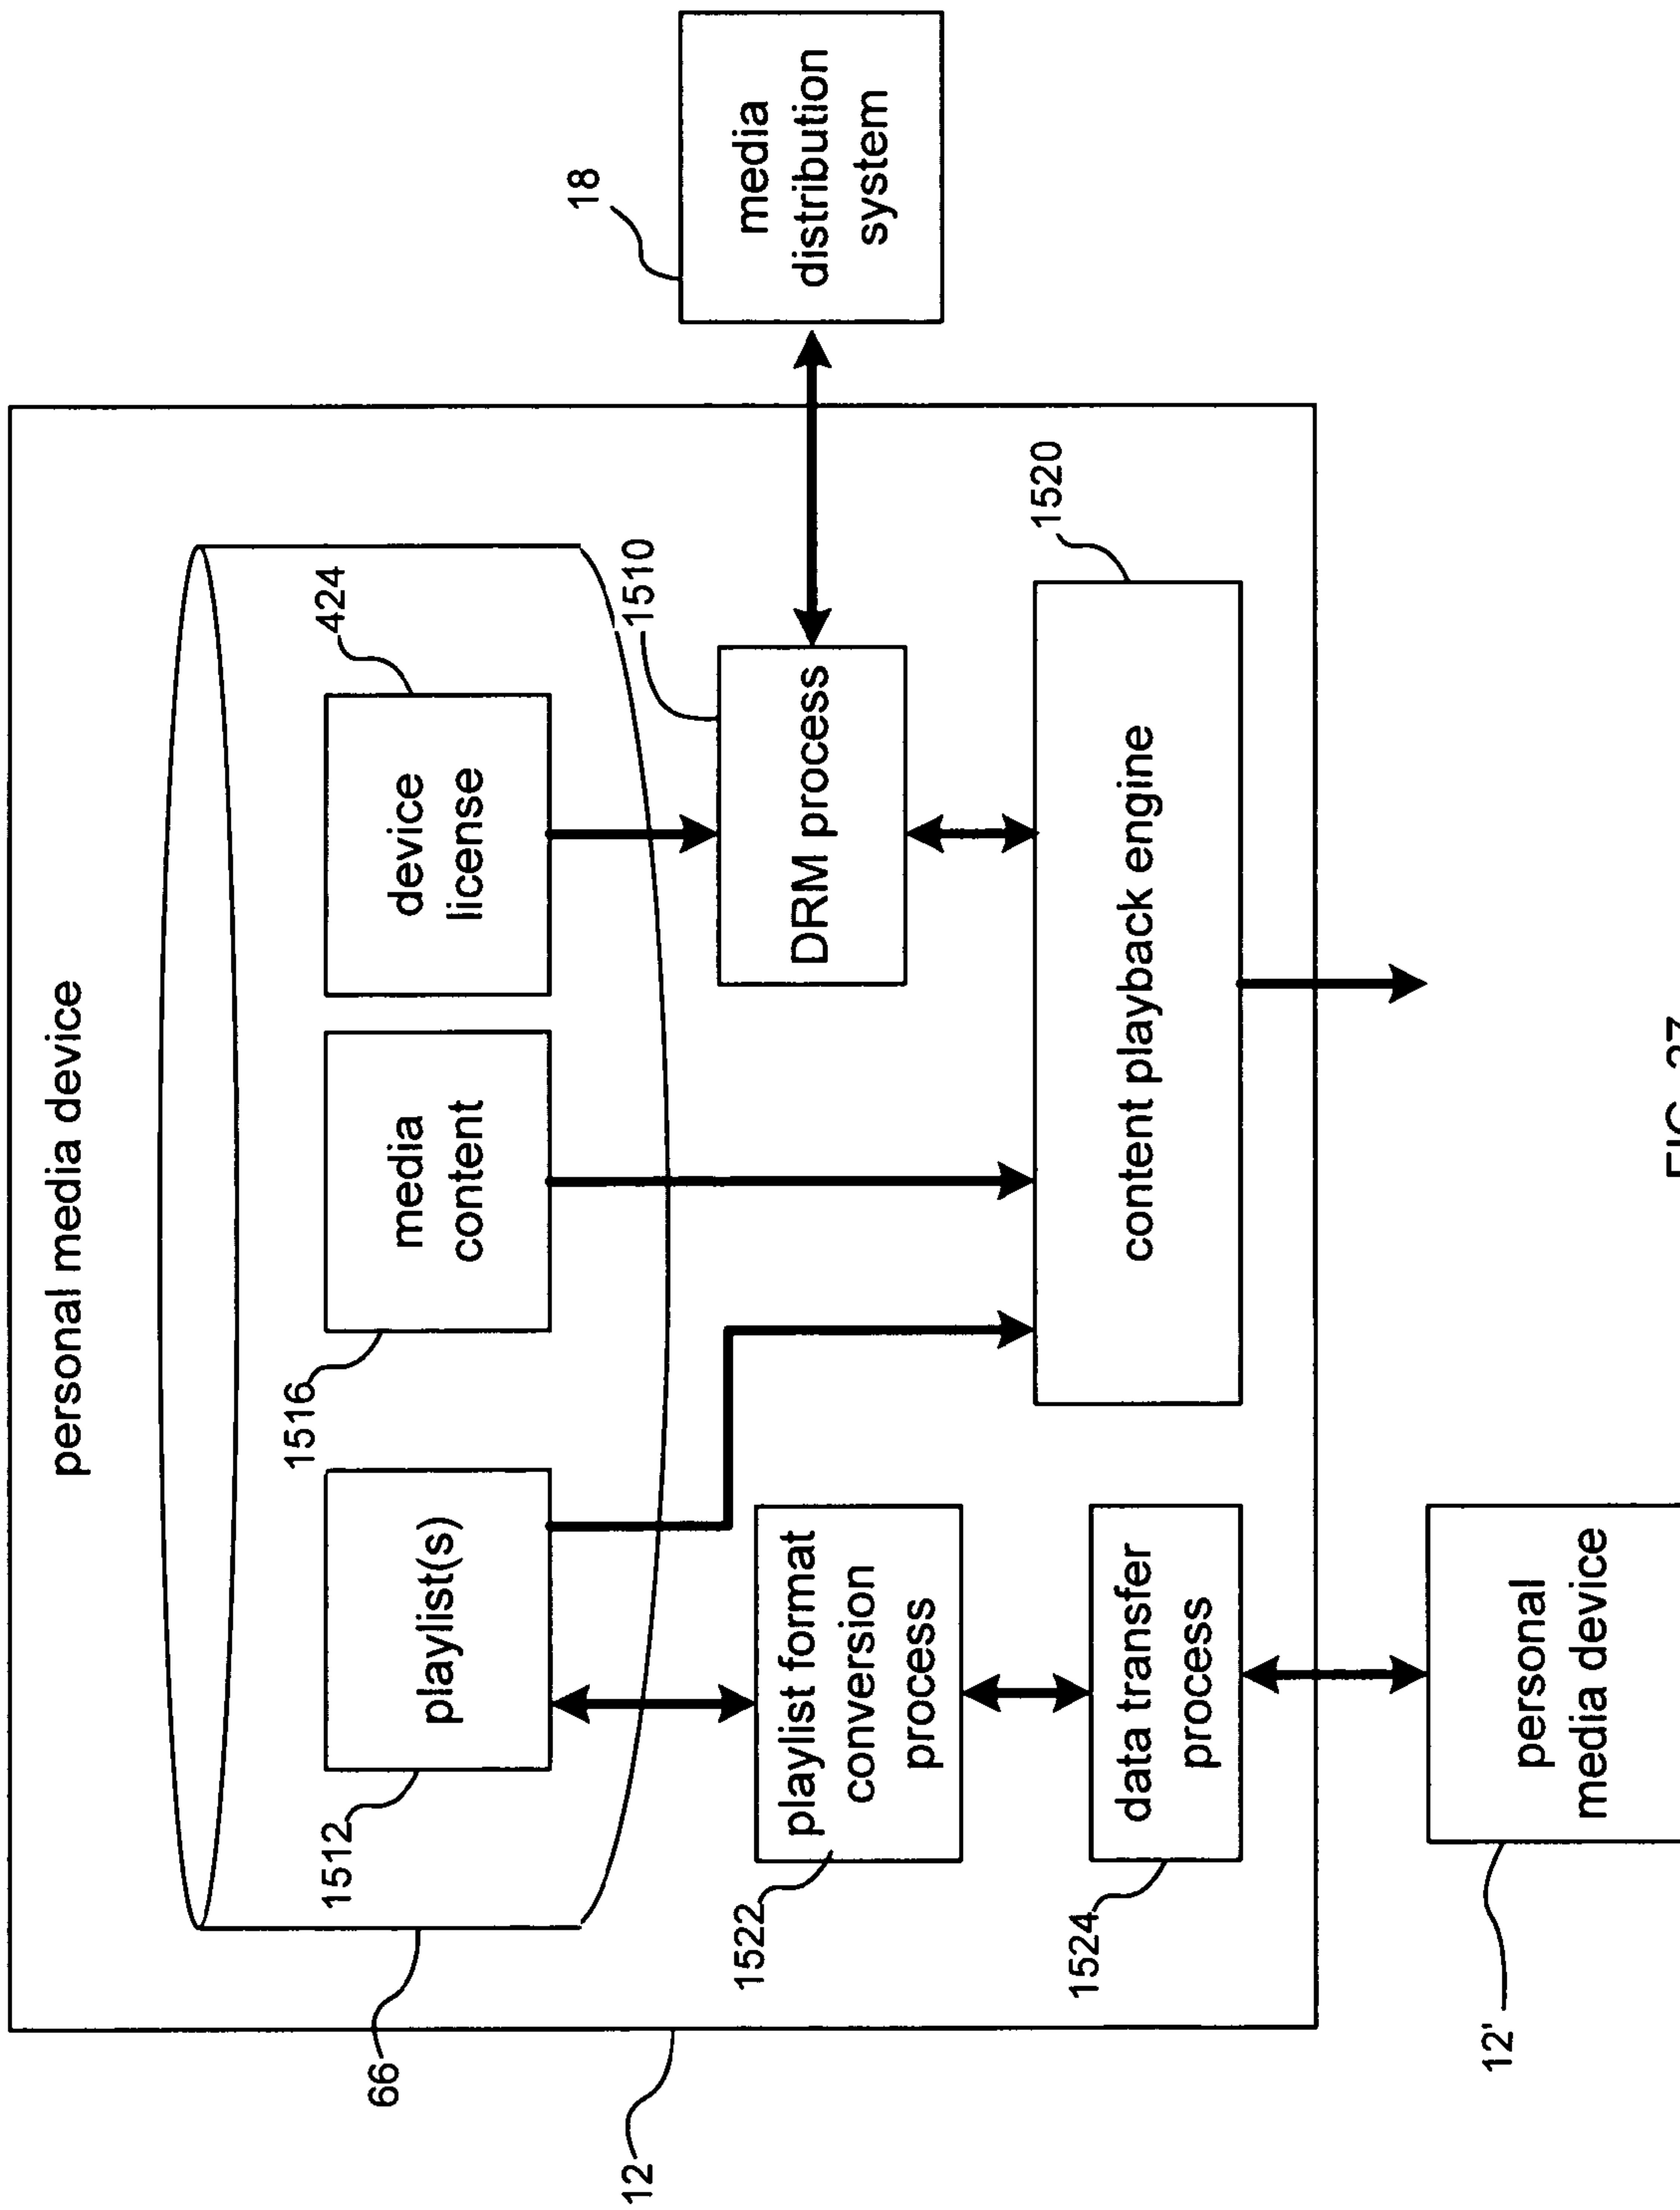 personal media device
66
12
1512
playlist(s)
1516
media
content
424
device
license
1522
playlist format
conversion
process
1510
DRM process
18
media
distribution
system
1524
data transfer
process
1520
content playback engine
12'
personal
media device